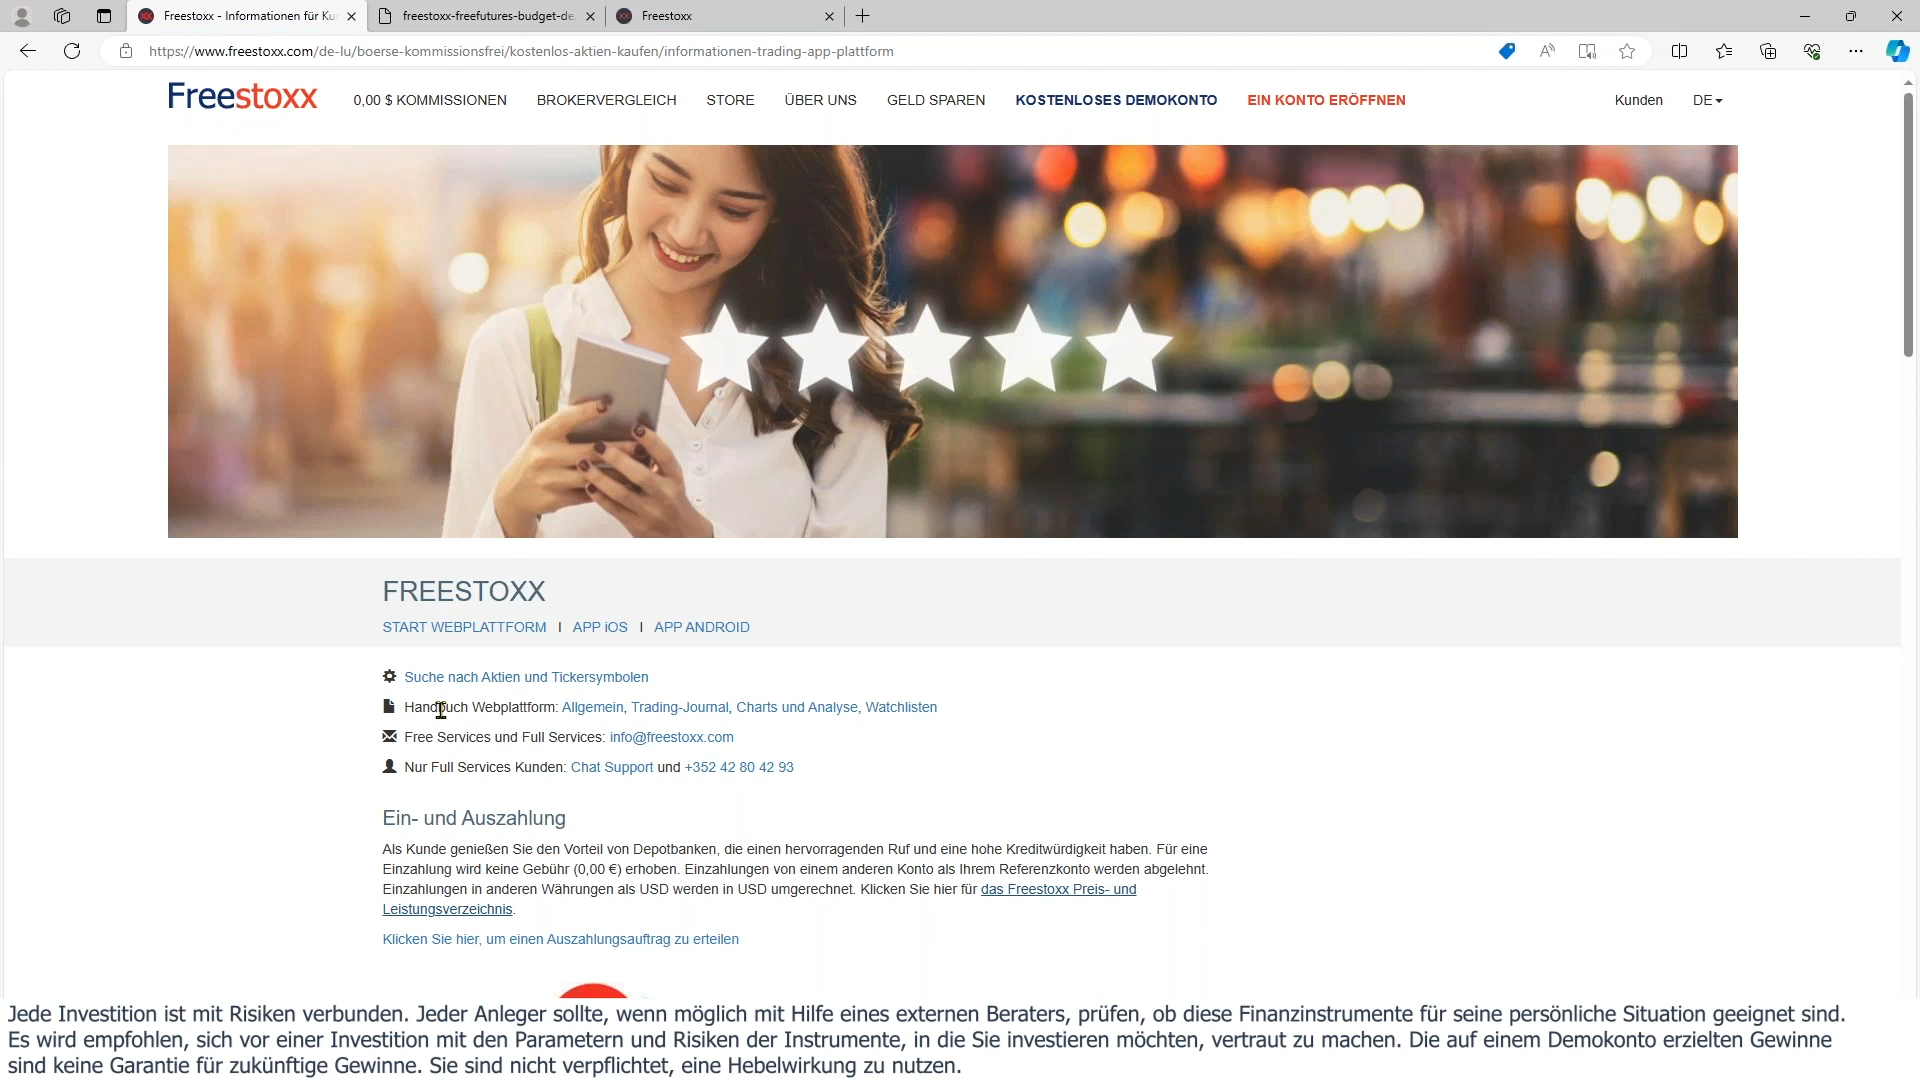 Freestoxx - Informationen für Ku
freestoxx-freefutures-budget-de
Freestoxx
https://www.freestoxx.com/de-lu/boerse-kommissionsfrei/kostenlos-aktien-kaufen/informationen-trading-app-plattform
Freestoxx
0,00 $ KOMMISSIONEN
BROKERVERGLEICH
STORE
ÜBER UNS
GELD SPAREN
KOSTENLOSES DEMOKONTO
EIN KONTO ERÖFFNEN
Kunden
DE
FREESTOXX
START WEBPLATTFORM I APP iOS I APP ANDROID
Suche nach Aktien und Tickersymbolen
Handbuch Webplattform: Allgemein, Trading-Journal, Charts und Analyse, Watchlisten
Free Services und Full Services: info@freestoxx.com
Nur Full Services Kunden: Chat Support und +352 42 80 42 93
Ein- und Auszahlung
Als Kunde genießen Sie den Vorteil von Depotbanken, die einen hervorragenden Ruf und eine hohe Kreditwürdigkeit haben. Für eine
Einzahlung wird keine Gebühr (0,00 €) erhoben. Einzahlungen von einem anderen Konto als Ihrem Referenzkonto werden abgelehnt.
Einzahlungen in anderen Währungen als USD werden in USD umgerechnet. Klicken Sie hier für das Freestoxx Preis- und
Leistungsverzeichnis.
Klicken Sie hier, um einen Auszahlungsauftrag zu erteilen
Jede Investition ist mit Risiken verbunden. Jeder Anleger sollte, wenn möglich mit Hilfe eines externen Beraters, prüfen, ob diese Finanzinstrumente für seine persönliche Situation geeignet sind.
Es wird empfohlen, sich vor einer Investition mit den Parametern und Risiken der Instrumente, in die Sie investieren möchten, vertraut zu machen. Die auf einem Demokonto erzielten Gewinne
sind keine Garantie für zukünftige Gewinne. Sie sind nicht verpflichtet, eine Hebelwirkung zu nutzen.